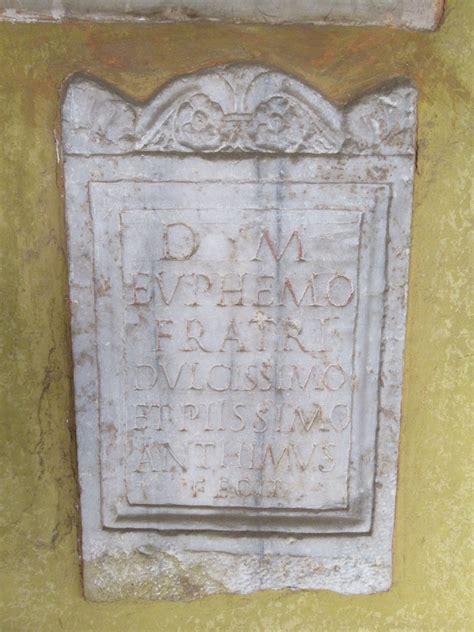 D M
EVPHEMO
FRATRI
DVLCISSIMO
ET PIISSIMO
ANTHIMVS
FECIT